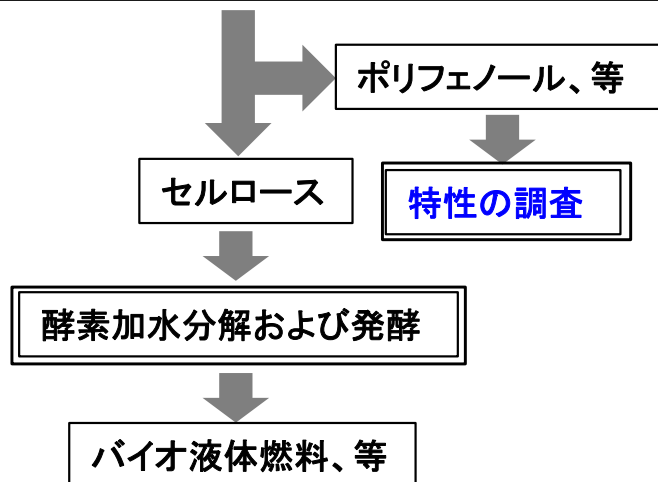 ポリフェノール、等
セルロース
特性の調査
酵素加水分解および発酵
バイオ液体燃料、等